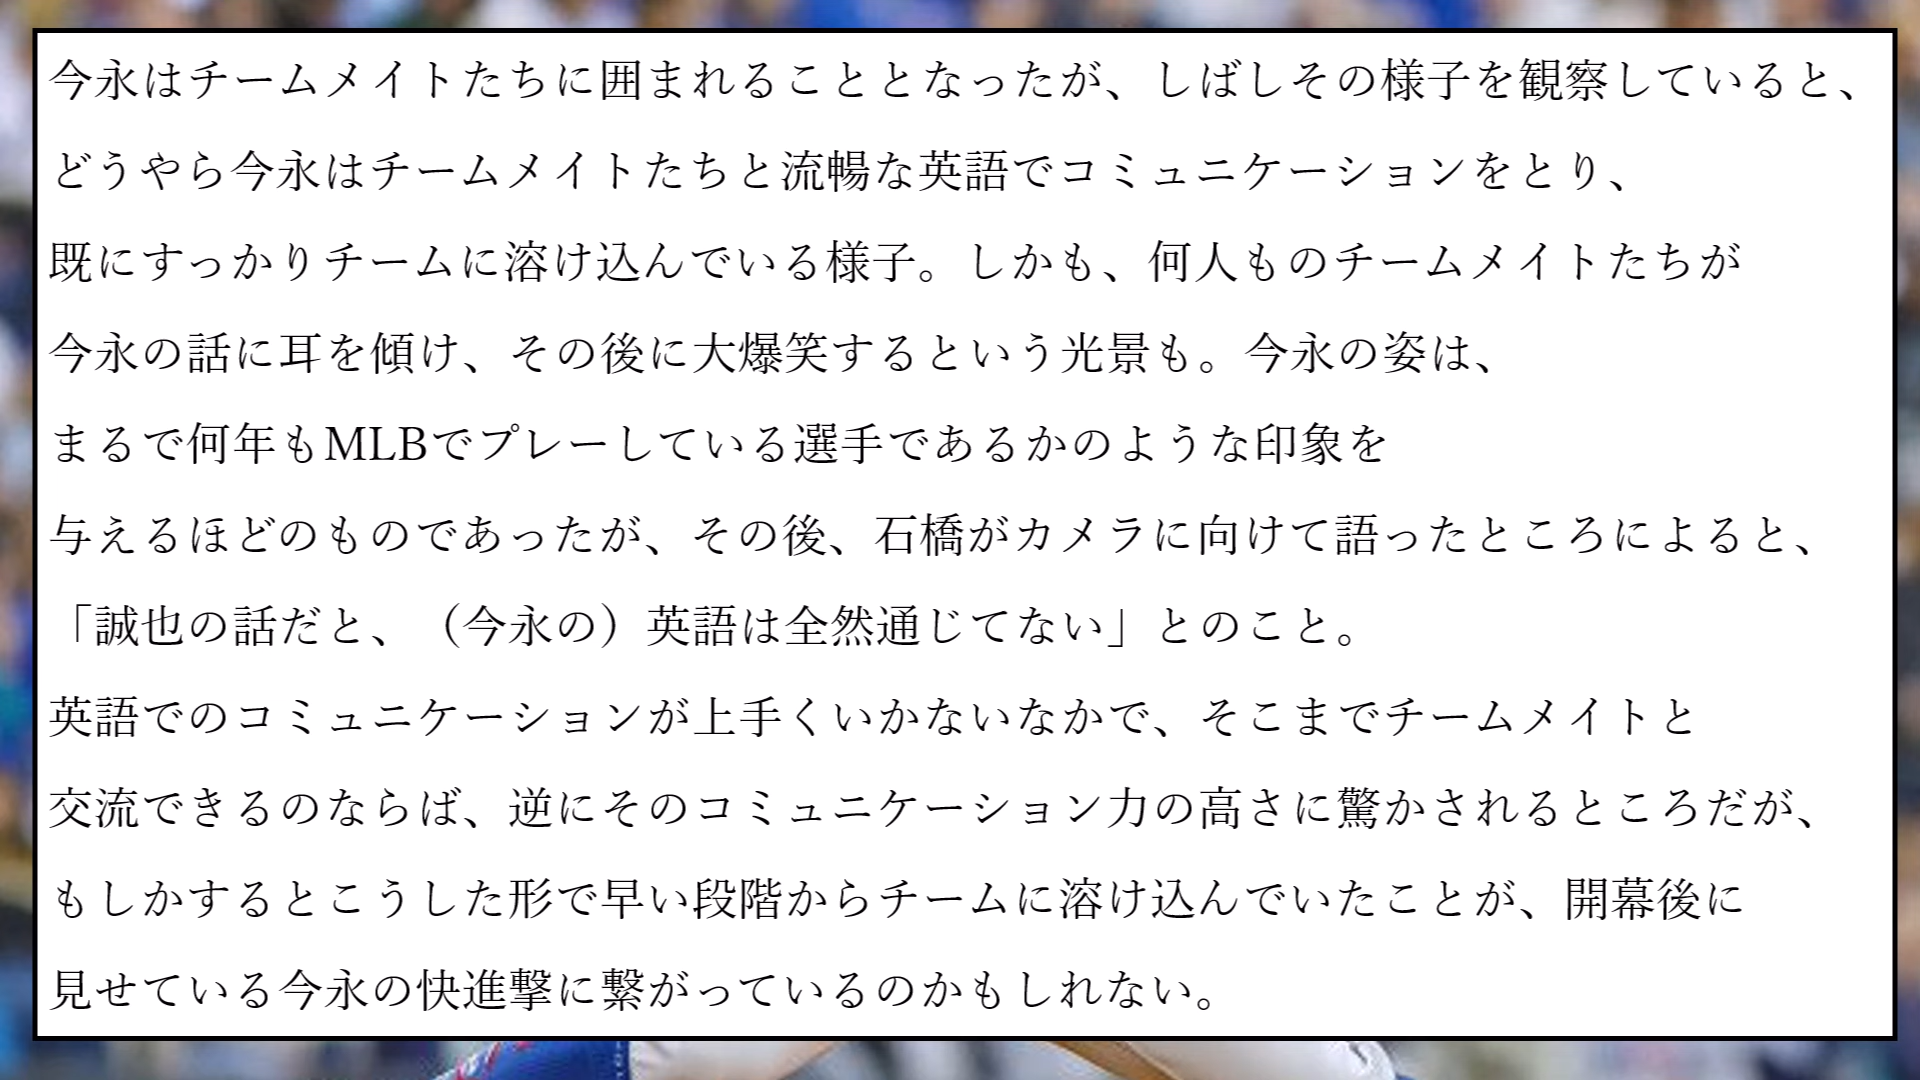 今永はチームメイトたちに囲まれることとなったが、しばしその様子を観察していると、
どうやら今永はチームメイトたちと流暢な英語でコミュニケーションをとり、
既にすっかりチームに溶け込んでいる様子。しかも、何人ものチームメイトたちが
今永の話に耳を傾け、その後に大爆笑するという光景も。今永の姿は、
まるで何年もMLBでプレーしている選手であるかのような印象を
与えるほどのものであったが、その後、石橋がカメラに向けて語ったところによると、
「誠也の話だと、（今永の）英語は全然通じてない」とのこと。
英語でのコミュニケーションが上手くいかないなかで、そこまでチームメイトと
交流できるのならば、逆にそのコミュニケーション力の高さに驚かされるところだが、
もしかするとこうした形で早い段階からチームに溶け込んでいたことが、開幕後に
見せている今永の快進撃に繋がっているのかもしれない。